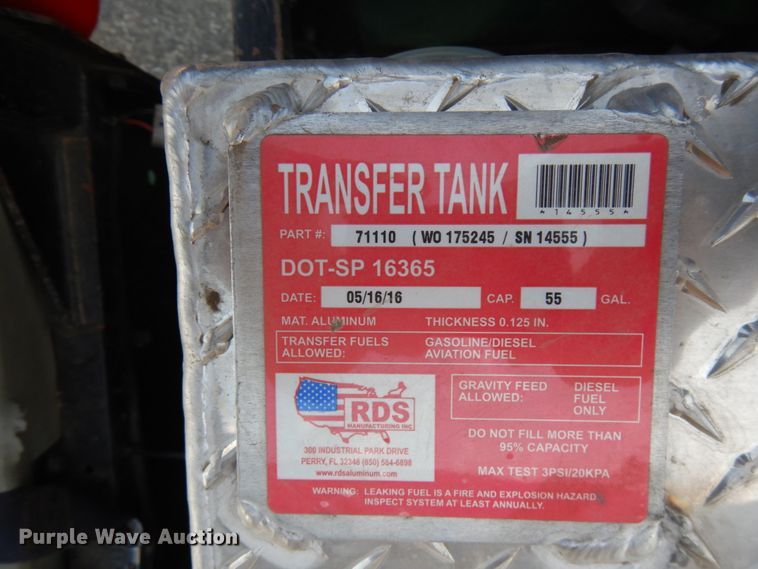 TRANSFER TANK
*14555*
PART #: 71110 ( WO 175245 / SN 14555 )
DOT-SP 16365
DATE: 05/16/16 CAP. 55 GAL.
MAT. ALUMINUM THICKNESS 0.125 IN.
TRANSFER FUELS GASOLINE/DIESEL
ALLOWED: AVIATION FUEL
RDS
MANUFACTURING INC
300 INDUSTRIAL PARK DRIVE
PERRY, FL 32348 (850) 584-6898
www.rdsaluminum.com
GRAVITY FEED DIESEL
ALLOWED: FUEL
ONLY
DO NOT FILL MORE THAN
95% CAPACITY
MAX TEST 3PSI/20KPA
WARNING: LEAKING FUEL IS A FIRE AND EXPLOSION HAZARD.
INSPECT SYSTEM AT LEAST ANNUALLY.
Purple Wave Auction